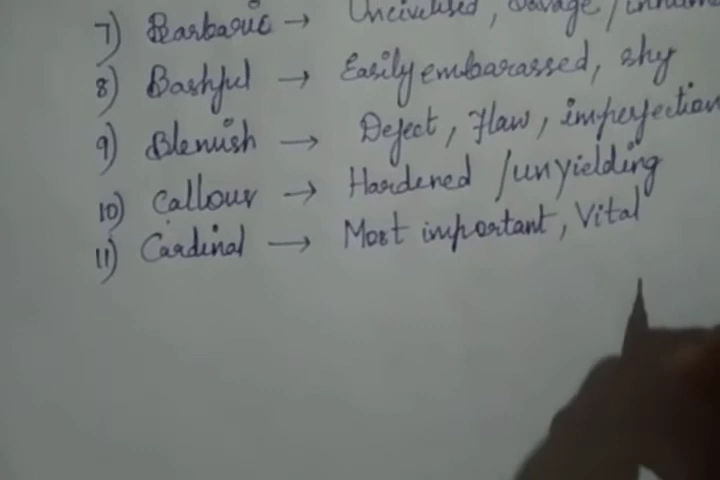 7) Barbaric → Uncivilised, Savage /
8) Bashful → Easily embarassed, shy
9) Blemish → Defect, Flaw, imperfection
10) Callous → Hardened /unyielding
11) Cardinal → Most important, Vital